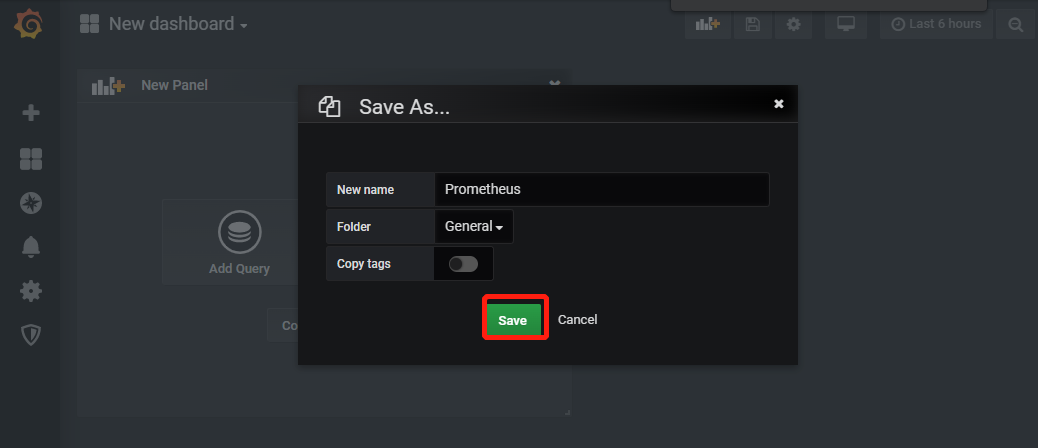 New dashboard
Last 6 hours
New Panel
Save As...
New name
Prometheus
Folder
General
Copy tags
Add Query
Save
Cancel
Co